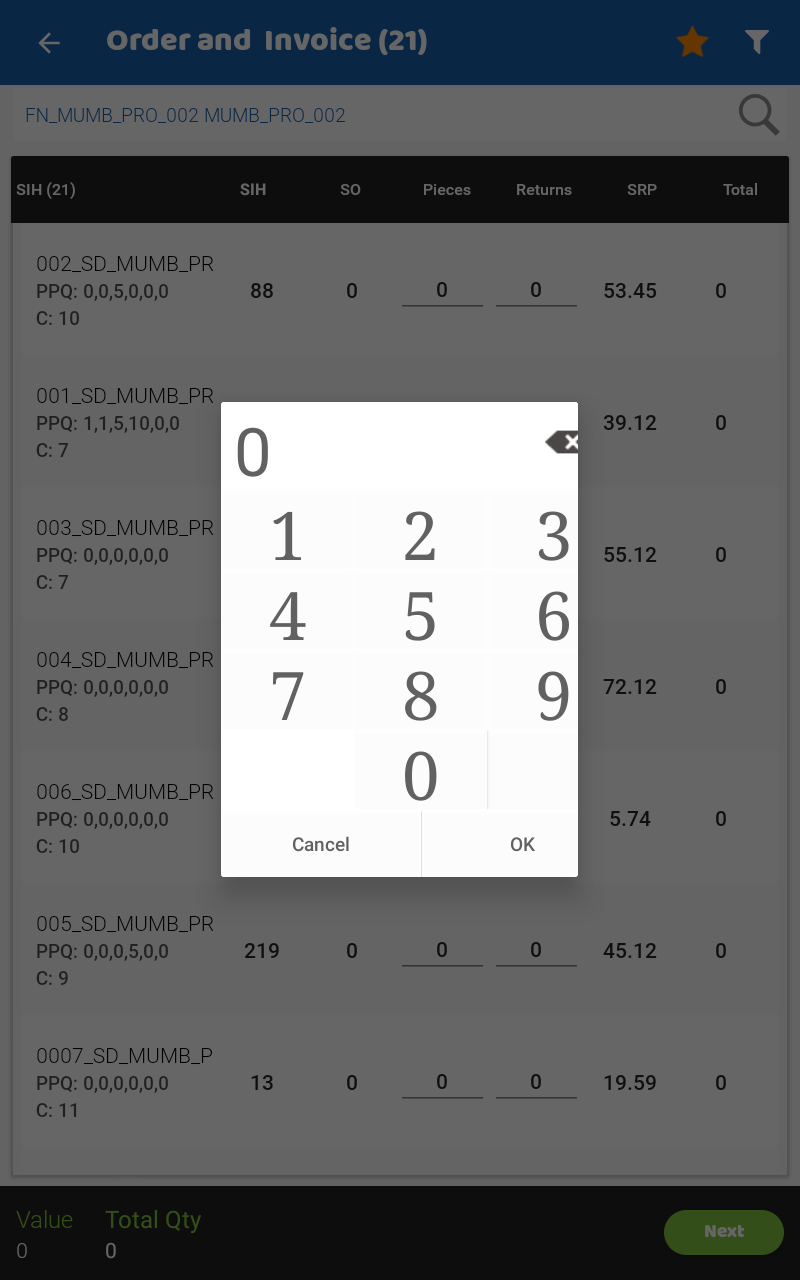 Order and Invoice (21)
FN_MUMB_PRO_002 MUMB_PRO_002
SIH (21) SIH SO Pieces Returns SRP Total
002_SD_MUMB_PR
PPQ: 0,0,5,0,0,0 88 0 0 0 53.45 0
C: 10
001_SD_MUMB_PR
PPQ: 1,1,5,10,0,0 39.12 0
C: 7
003_SD_MUMB_PR
PPQ: 0,0,0,0,0,0 55.12 0
C: 7
004_SD_MUMB_PR
PPQ: 0,0,0,0,0,0 72.12 0
C: 8
006_SD_MUMB_PR
PPQ: 0,0,0,0,0,0 5.74 0
C: 10
005_SD_MUMB_PR
PPQ: 0,0,0,5,0,0 219 0 0 0 45.12 0
C: 9
0007_SD_MUMB_P
PPQ: 0,0,0,0,0,0 13 0 0 0 19.59 0
C: 11
0
1 2 3
4 5 6
7 8 9
0
Cancel OK
Value Total Qty
0 0
Next